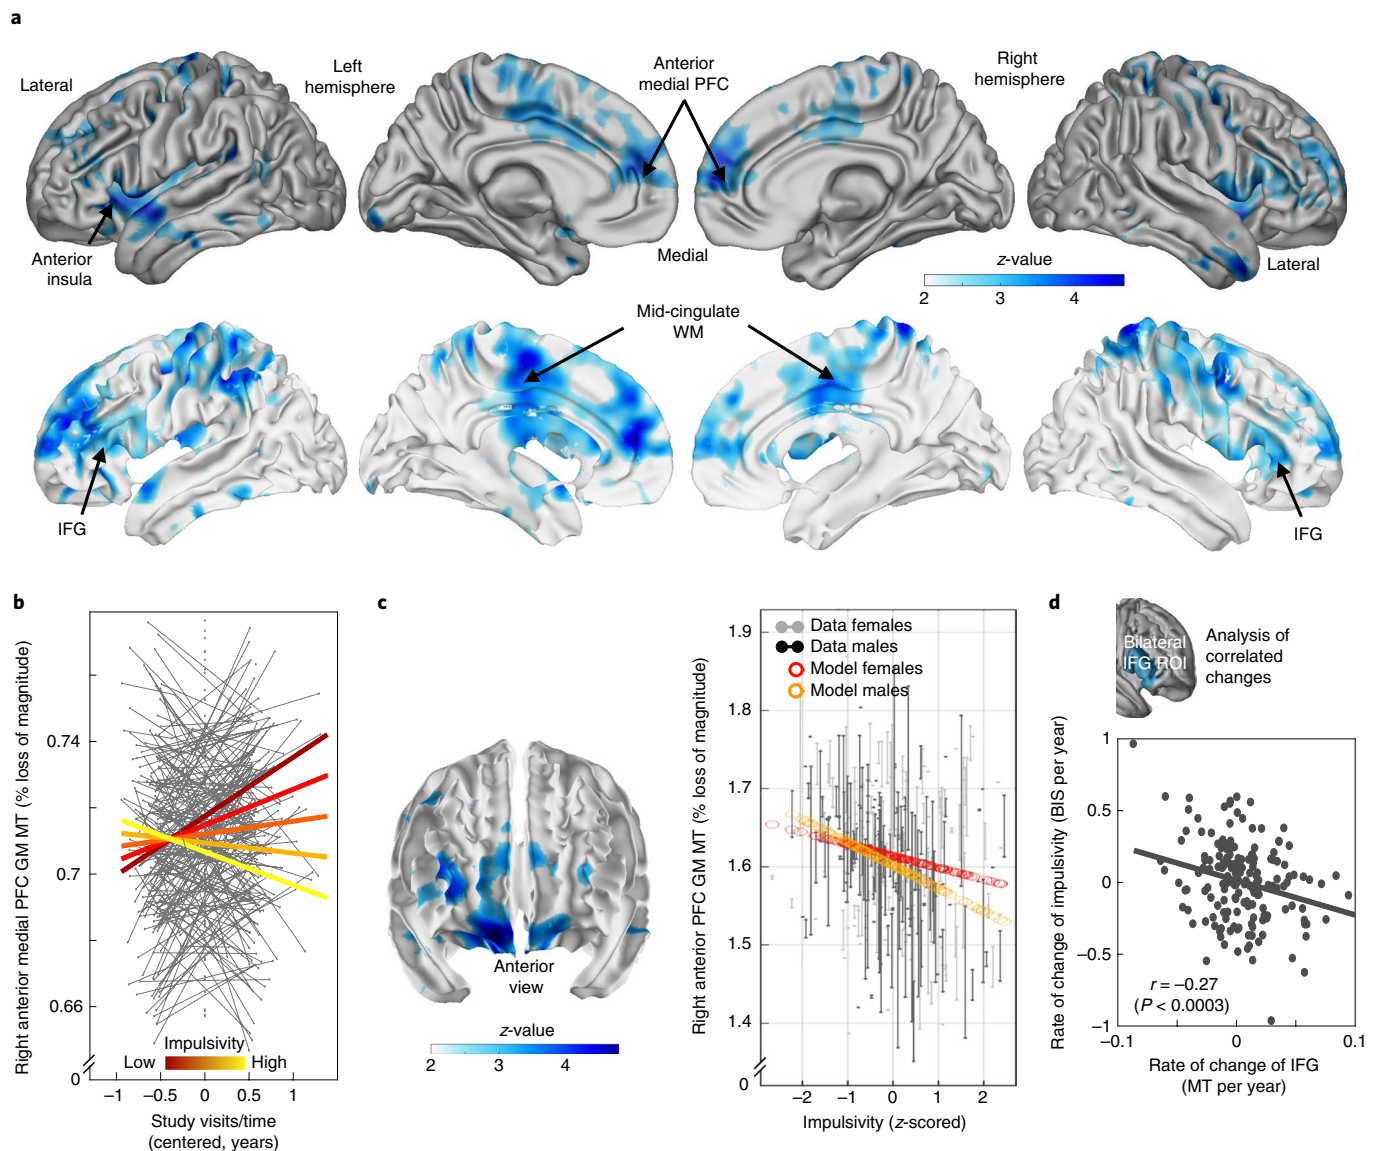 a
Lateral
Left
hemisphere
Anterior
medial PFC
Right
hemisphere
Anterior
insula
Medial
z-value
2
3
4
Lateral
Mid-cingulate
WM
IFG
IFG
b
Right anterior medial PFC GM MT (% loss of magnitude)
0.74
0.7
0.66
0
Impulsivity
Low
High
−1
−0.5
0
0.5
1
Study visits/time
(centered, years)
c
Anterior
view
z-value
2
3
4
Right anterior PFC GM MT (% loss of magnitude)
1.9
1.8
1.7
1.6
1.5
1.4
0
Data females
Data males
Model females
Model males
−2
−1
0
1
2
Impulsivity (z-scored)
d
Bilateral
IFG ROI
Analysis of
correlated
changes
Rate of change of impulsivity (BIS per year)
1
0.5
0
−0.5
−1
r = −0.27
(P < 0.0003)
−0.1
0
0.1
Rate of change of IFG
(MT per year)